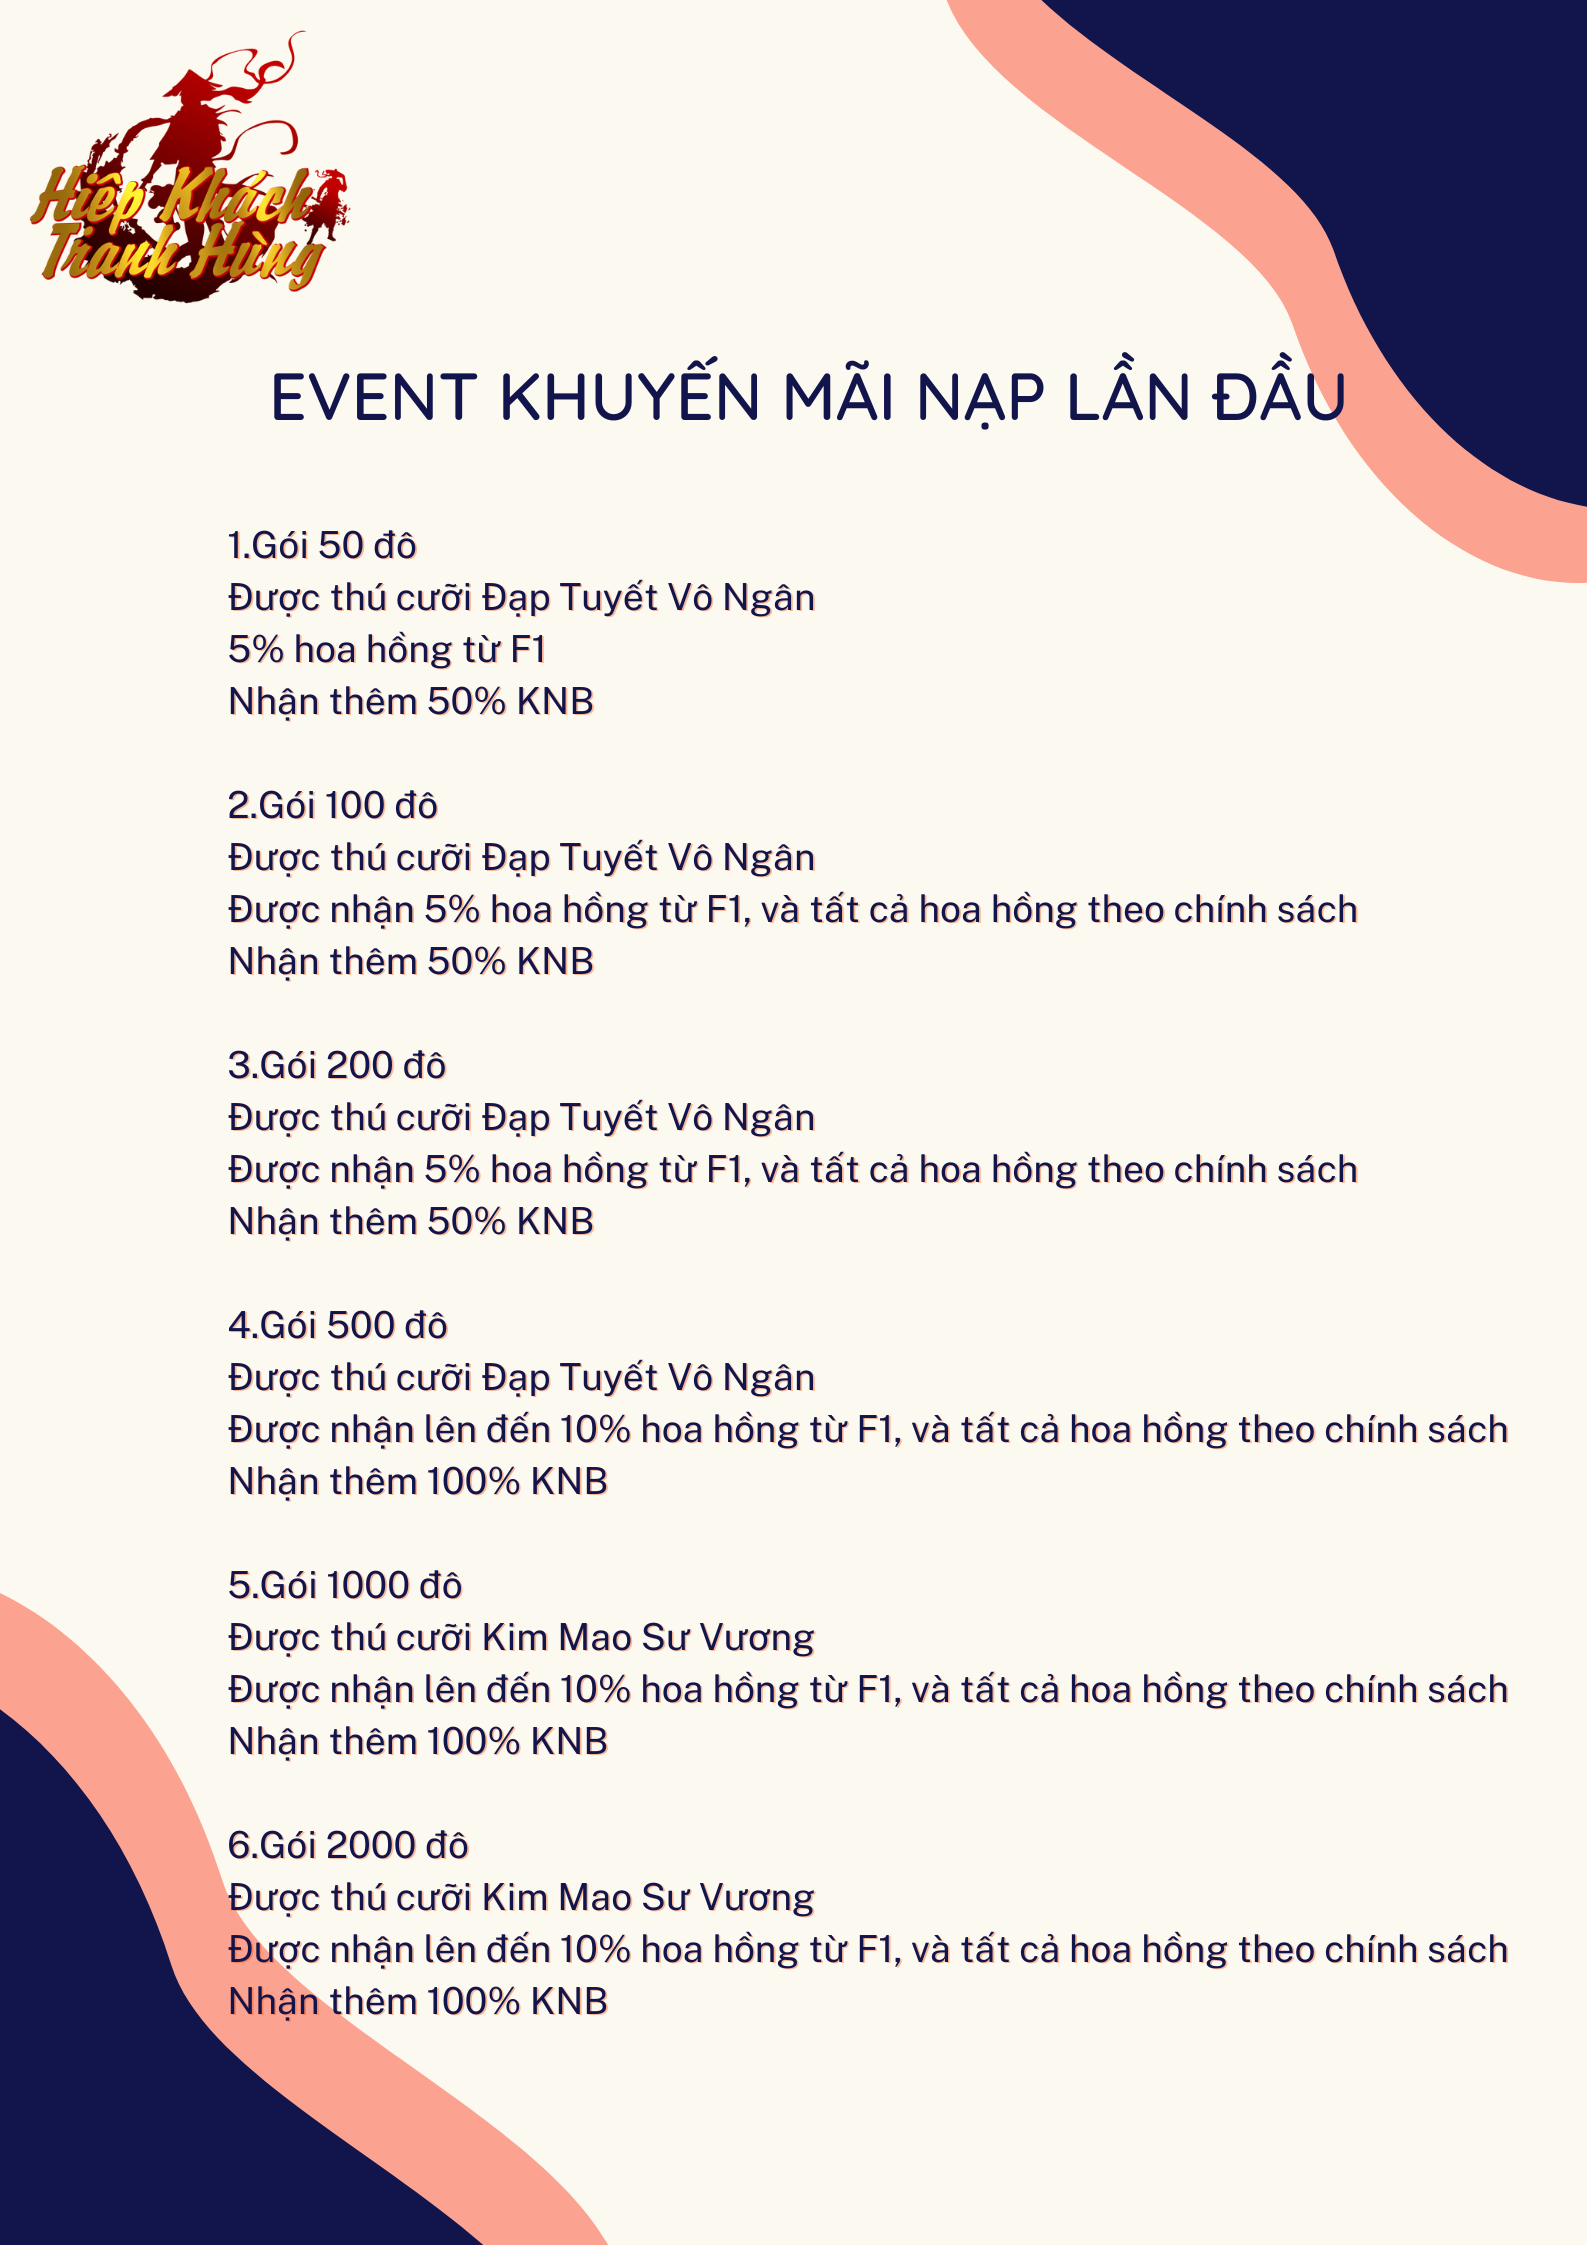 Hiệp Khách
Tranh Hùng
EVENT KHUYẾN MÃI NẠP LẦN ĐẦU
1.Gói 50 đô
Được thú cưỡi Đạp Tuyết Vô Ngân
5% hoa hồng từ F1
Nhận thêm 50% KNB
2.Gói 100 đô
Được thú cưỡi Đạp Tuyết Vô Ngân
Được nhận 5% hoa hồng từ F1, và tất cả hoa hồng theo chính sách
Nhận thêm 50% KNB
3.Gói 200 đô
Được thú cưỡi Đạp Tuyết Vô Ngân
Được nhận 5% hoa hồng từ F1, và tất cả hoa hồng theo chính sách
Nhận thêm 50% KNB
4.Gói 500 đô
Được thú cưỡi Đạp Tuyết Vô Ngân
Được nhận lên đến 10% hoa hồng từ F1, và tất cả hoa hồng theo chính sách
Nhận thêm 100% KNB
5.Gói 1000 đô
Được thú cưỡi Kim Mao Sư Vương
Được nhận lên đến 10% hoa hồng từ F1, và tất cả hoa hồng theo chính sách
Nhận thêm 100% KNB
6.Gói 2000 đô
Được thú cưỡi Kim Mao Sư Vương
Được nhận lên đến 10% hoa hồng từ F1, và tất cả hoa hồng theo chính sách
Nhận thêm 100% KNB